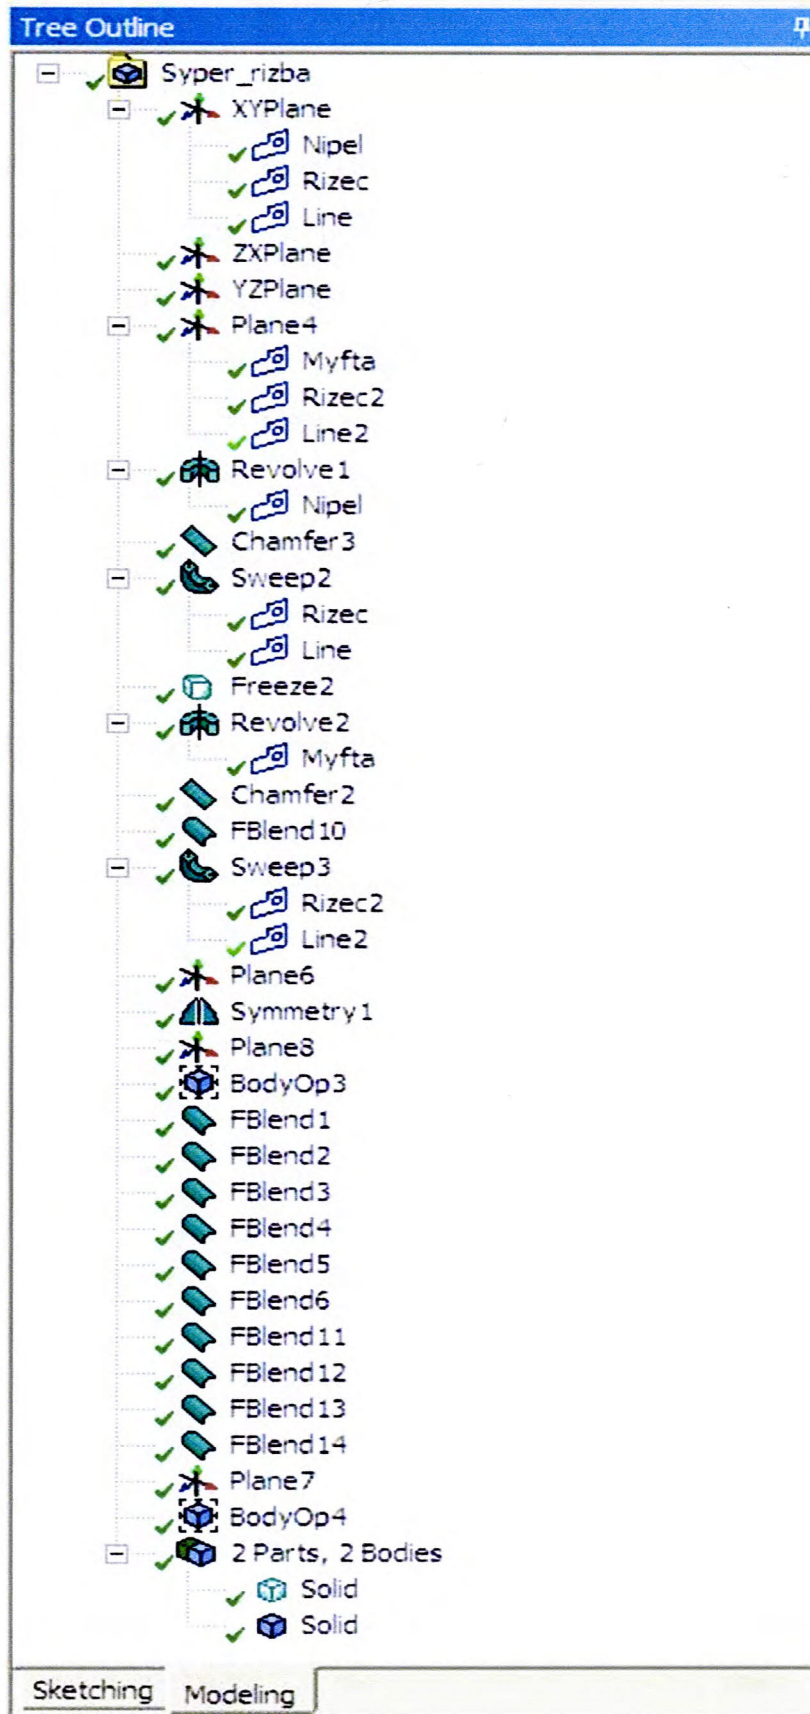 Tree Outline
Syper_rizba
XYPlane
Nipel
Rizec
Line
ZXPlane
YZPlane
Plane4
Myfta
Rizec2
Line2
Revolve1
Nipel
Chamfer3
Sweep2
Rizec
Line
Freeze2
Revolve2
Myfta
Chamfer2
FBlend10
Sweep3
Rizec2
Line2
Plane6
Symmetry1
Plane8
BodyOp3
FBlend1
FBlend2
FBlend3
FBlend4
FBlend5
FBlend6
FBlend11
FBlend12
FBlend13
FBlend14
Plane7
BodyOp4
2 Parts, 2 Bodies
Solid
Solid
Sketching Modeling